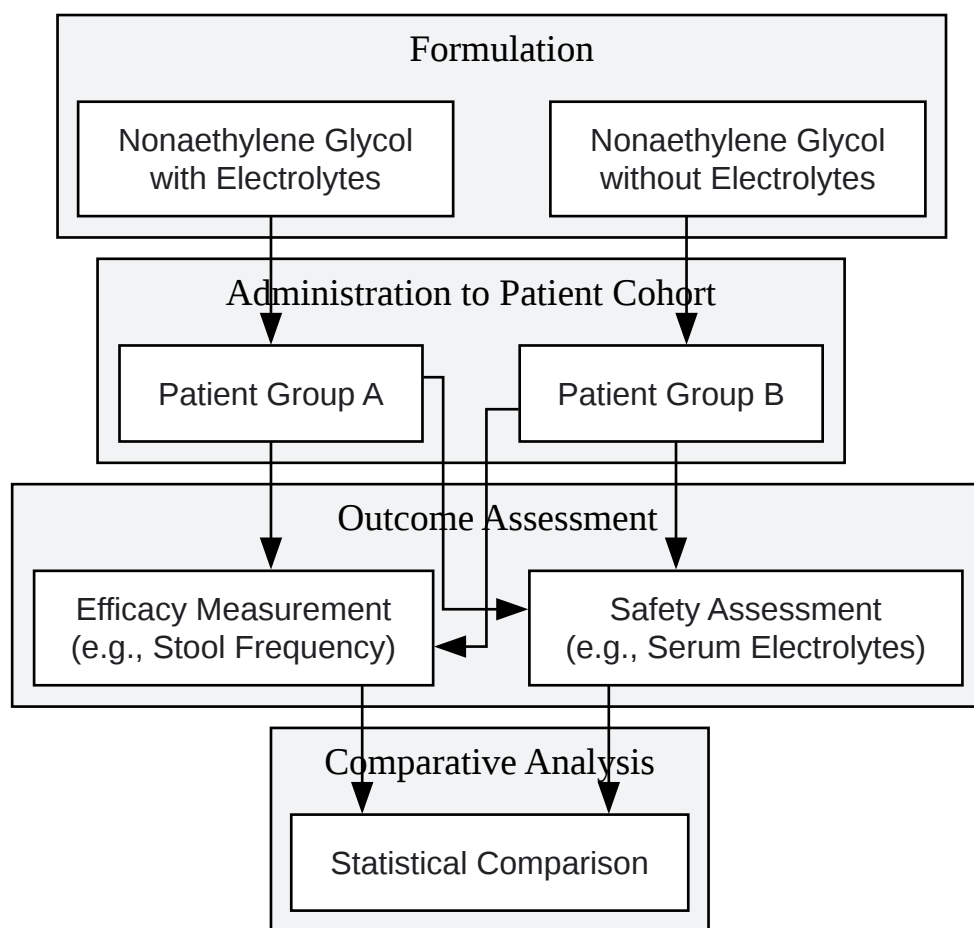 Formulation
Nonaethylene Glycol
with Electrolytes
Nonaethylene Glycol
without Electrolytes
Administration to Patient Cohort
Patient Group A
Patient Group B
Outcome Assessment
Efficacy Measurement
(e.g., Stool Frequency)
Safety Assessment
(e.g., Serum Electrolytes)
Comparative Analysis
Statistical Comparison